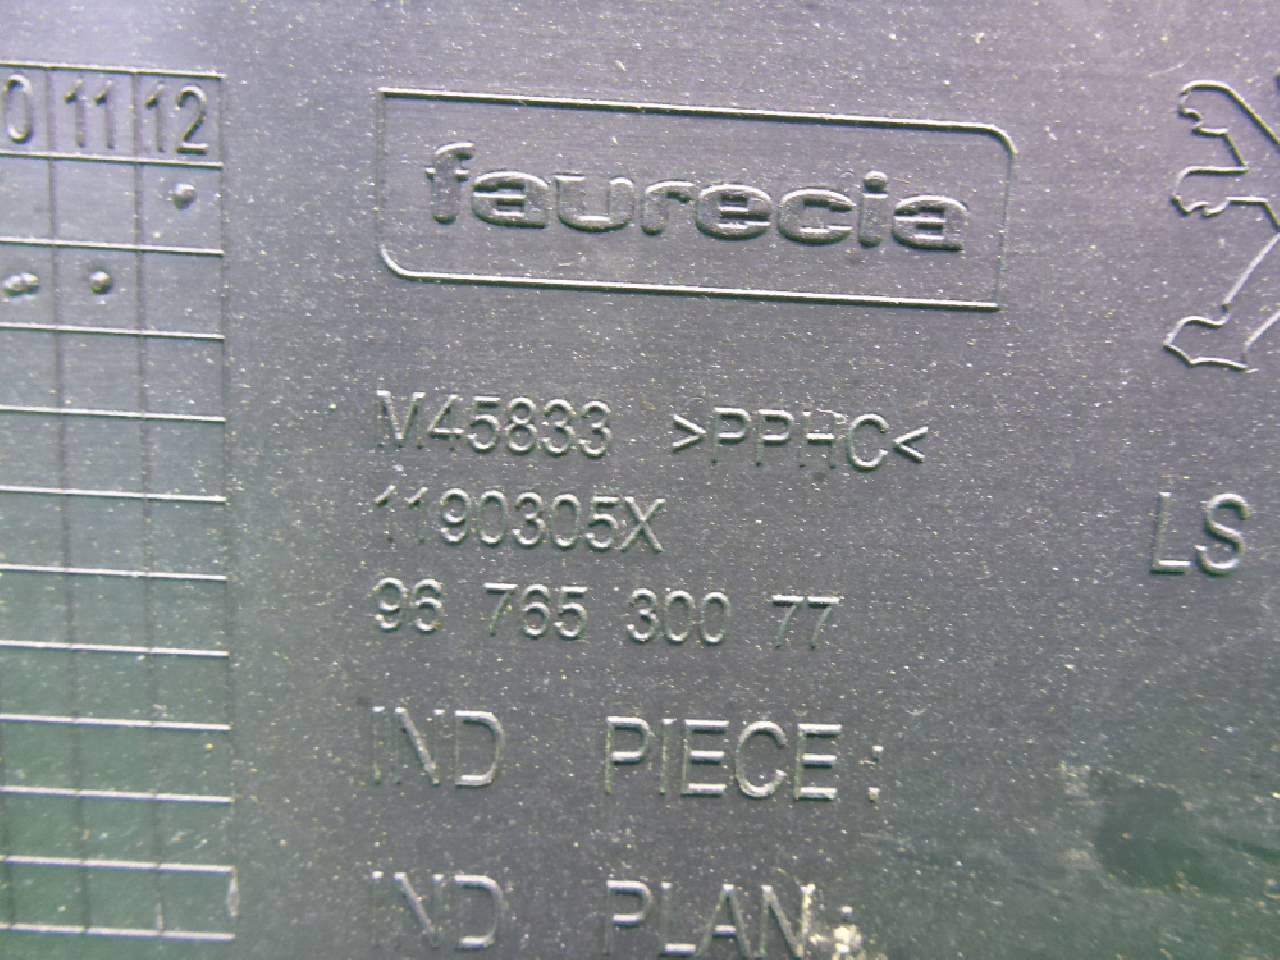 0 11 12
faurecia
M45833 >PPHC<
1190305X
LS
96 765 300 77
IND PIECE:
IND PLAN: